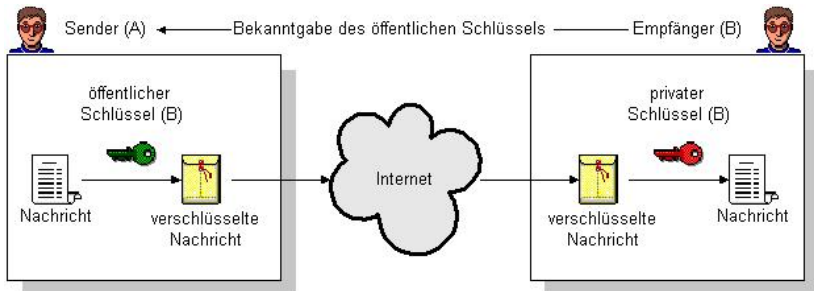 Sender (A)
Bekanntgabe des öffentlichen Schlüssels
Empfänger (B)
öffentlicher
Schlüssel (B)
Nachricht
verschlüsselte
Nachricht
Internet
privater
Schlüssel (B)
verschlüsselte
Nachricht
Nachricht